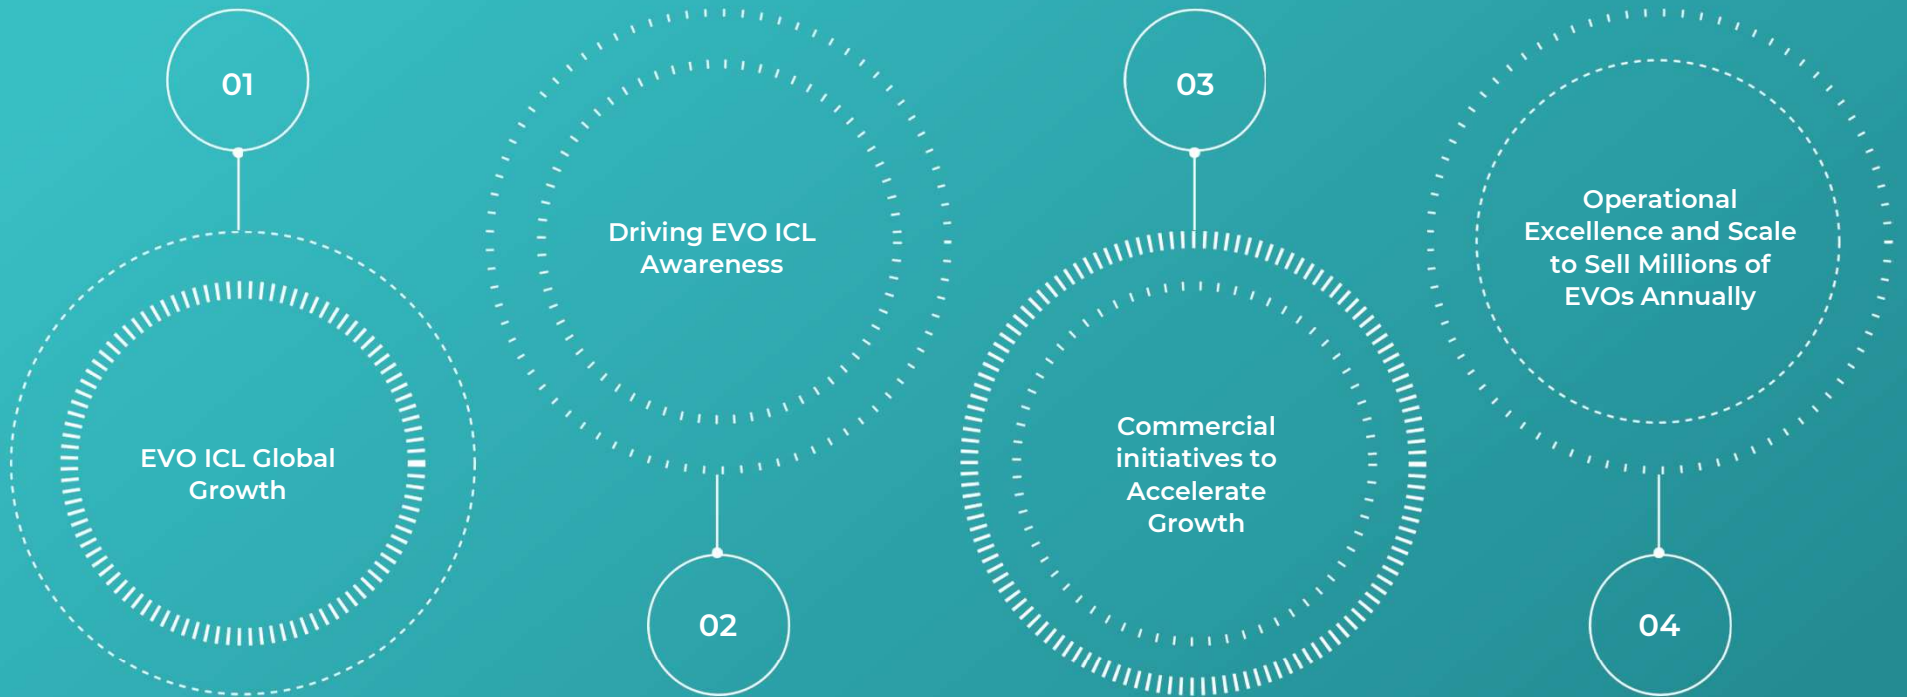 01
EVO ICL Global
Growth
Driving EVO ICL
Awareness
02
03
Commercial
initiatives to
Accelerate
Growth
Operational
Excellence and Scale
to Sell Millions of
EVOs Annually
04